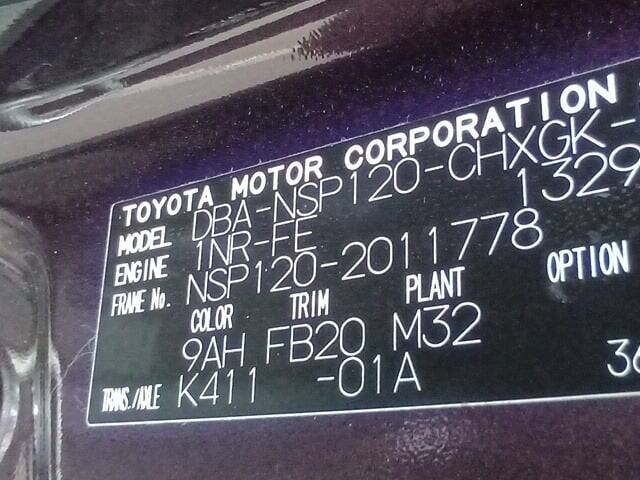 TOYOTA MOTOR CORPORATION
MODEL DBA-NSP120-CHXGK-
ENGINE 1NR-FE 1329
FRAME No. NSP120-2011778
COLOR TRIM PLANT OPTION
9AH FB20 M32
TRANS./AXLE K411 -01A 36